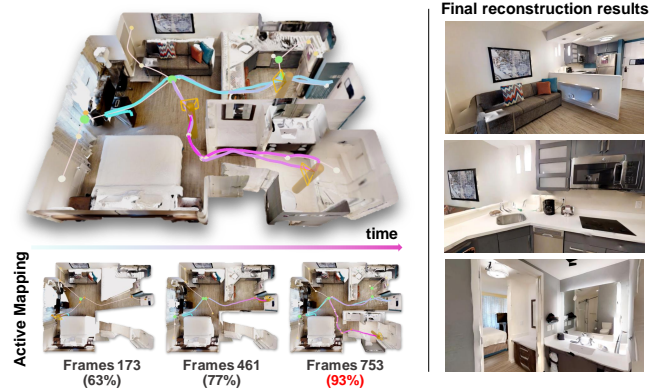 Final reconstruction results
time
Active Mapping
Frames 173
(63%)
Frames 461
(77%)
Frames 753
(93%)